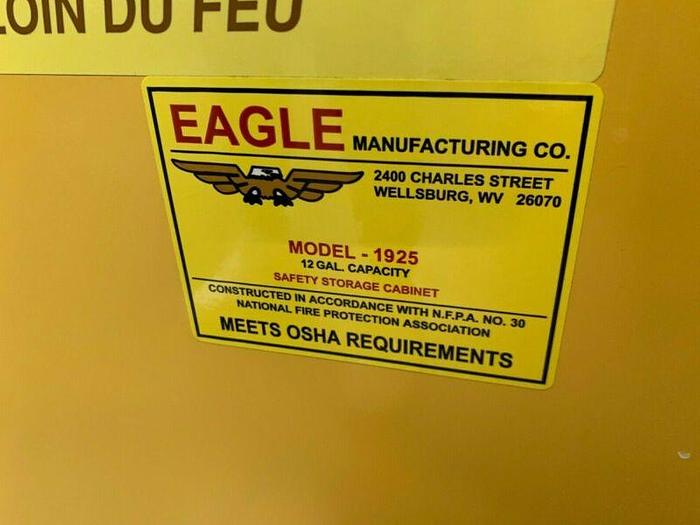 LOIN DU FEU
EAGLE MANUFACTURING CO.
2400 CHARLES STREET
WELLSBURG, WV 26070
MODEL - 1925
12 GAL. CAPACITY
SAFETY STORAGE CABINET
CONSTRUCTED IN ACCORDANCE WITH N.F.P.A. NO. 30
NATIONAL FIRE PROTECTION ASSOCIATION
MEETS OSHA REQUIREMENTS